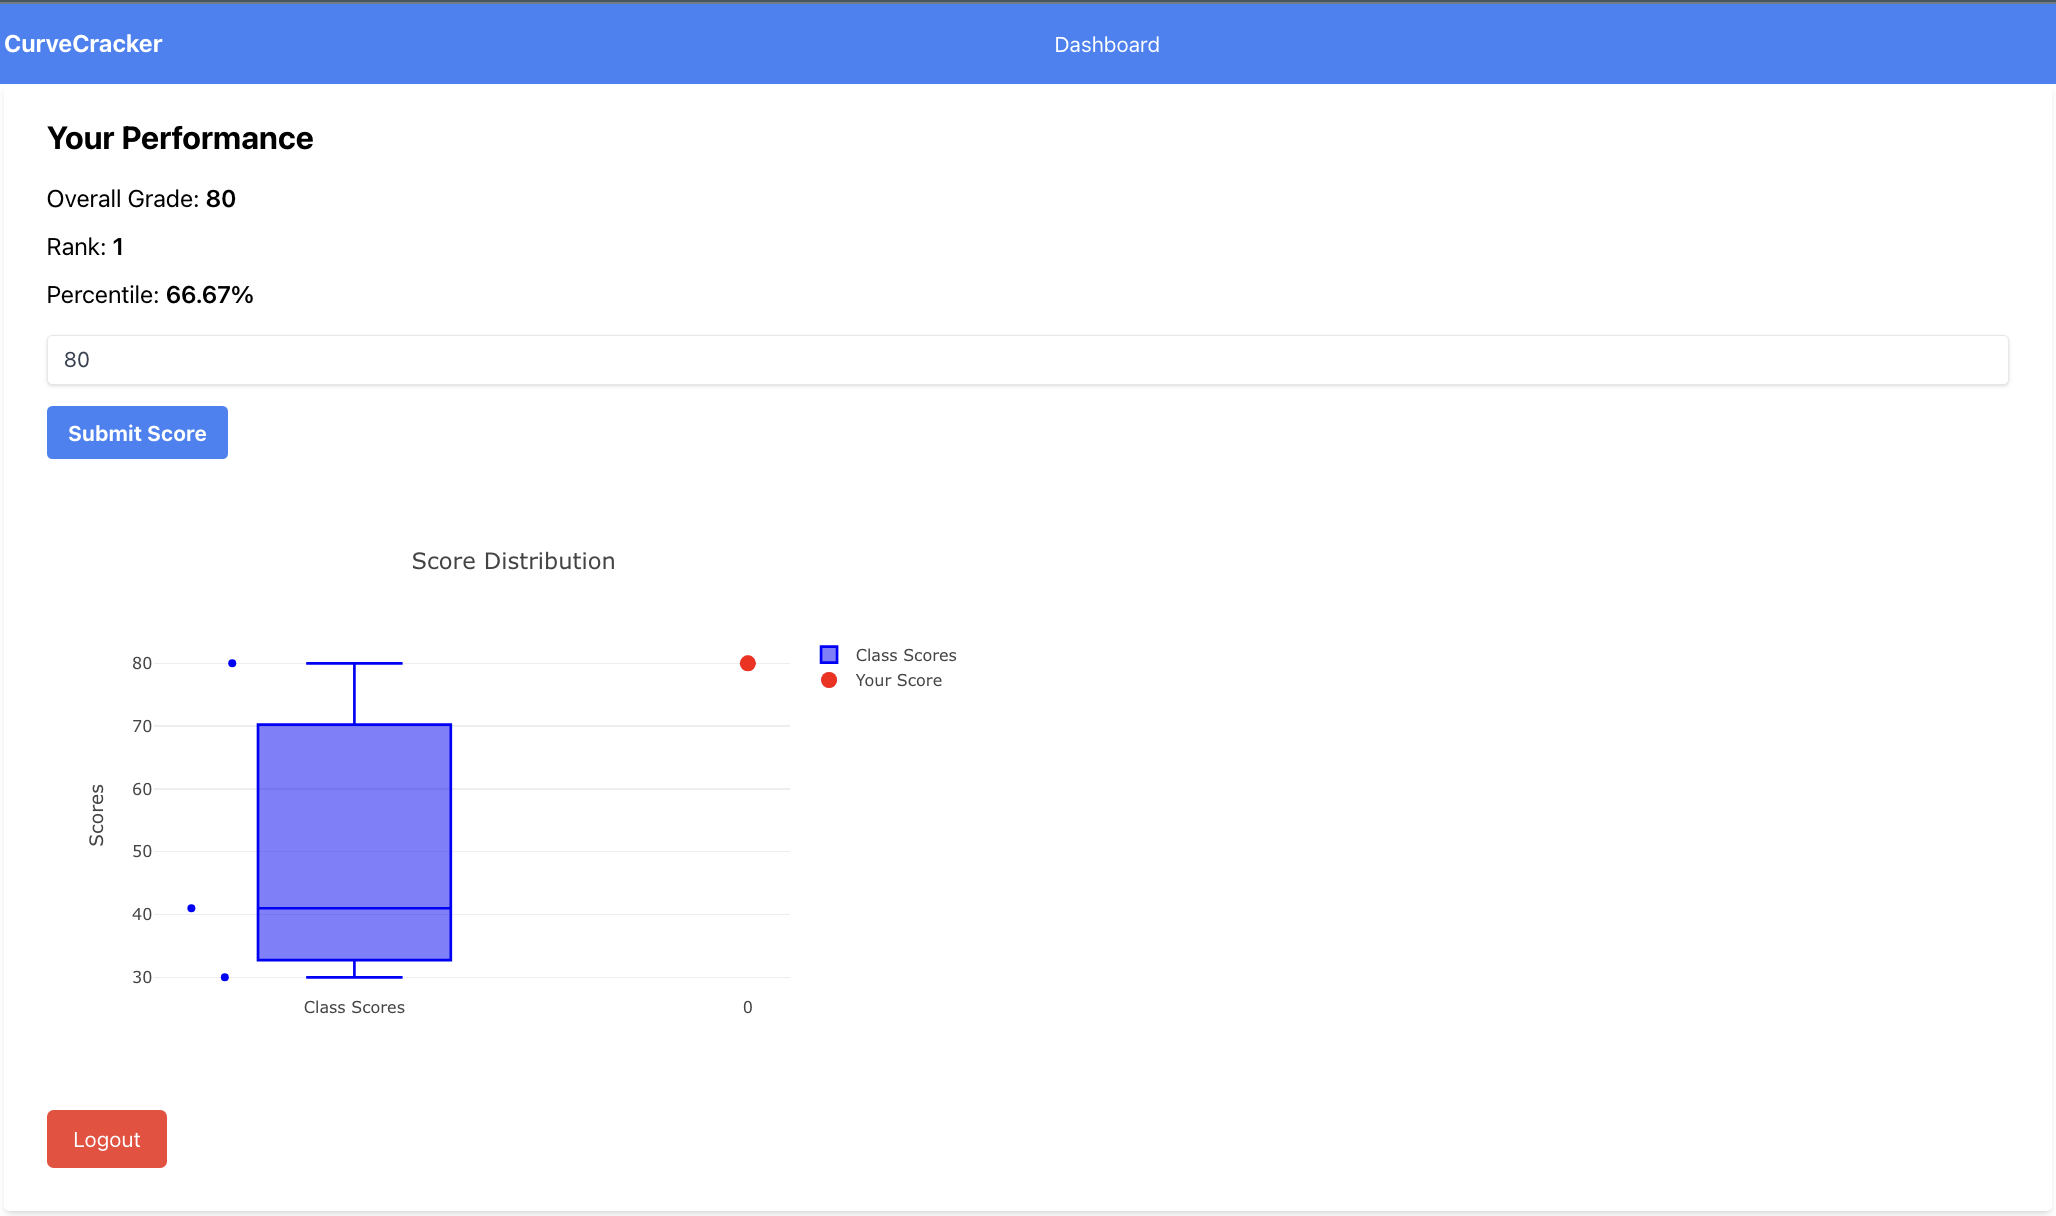 CurveCracker
Dashboard
Your Performance
Overall Grade: 80
Rank: 1
Percentile: 66.67%
80
Submit Score
Score Distribution
80
70
60
50
40
30
Scores
Class Scores
0
Class Scores
Your Score
Logout